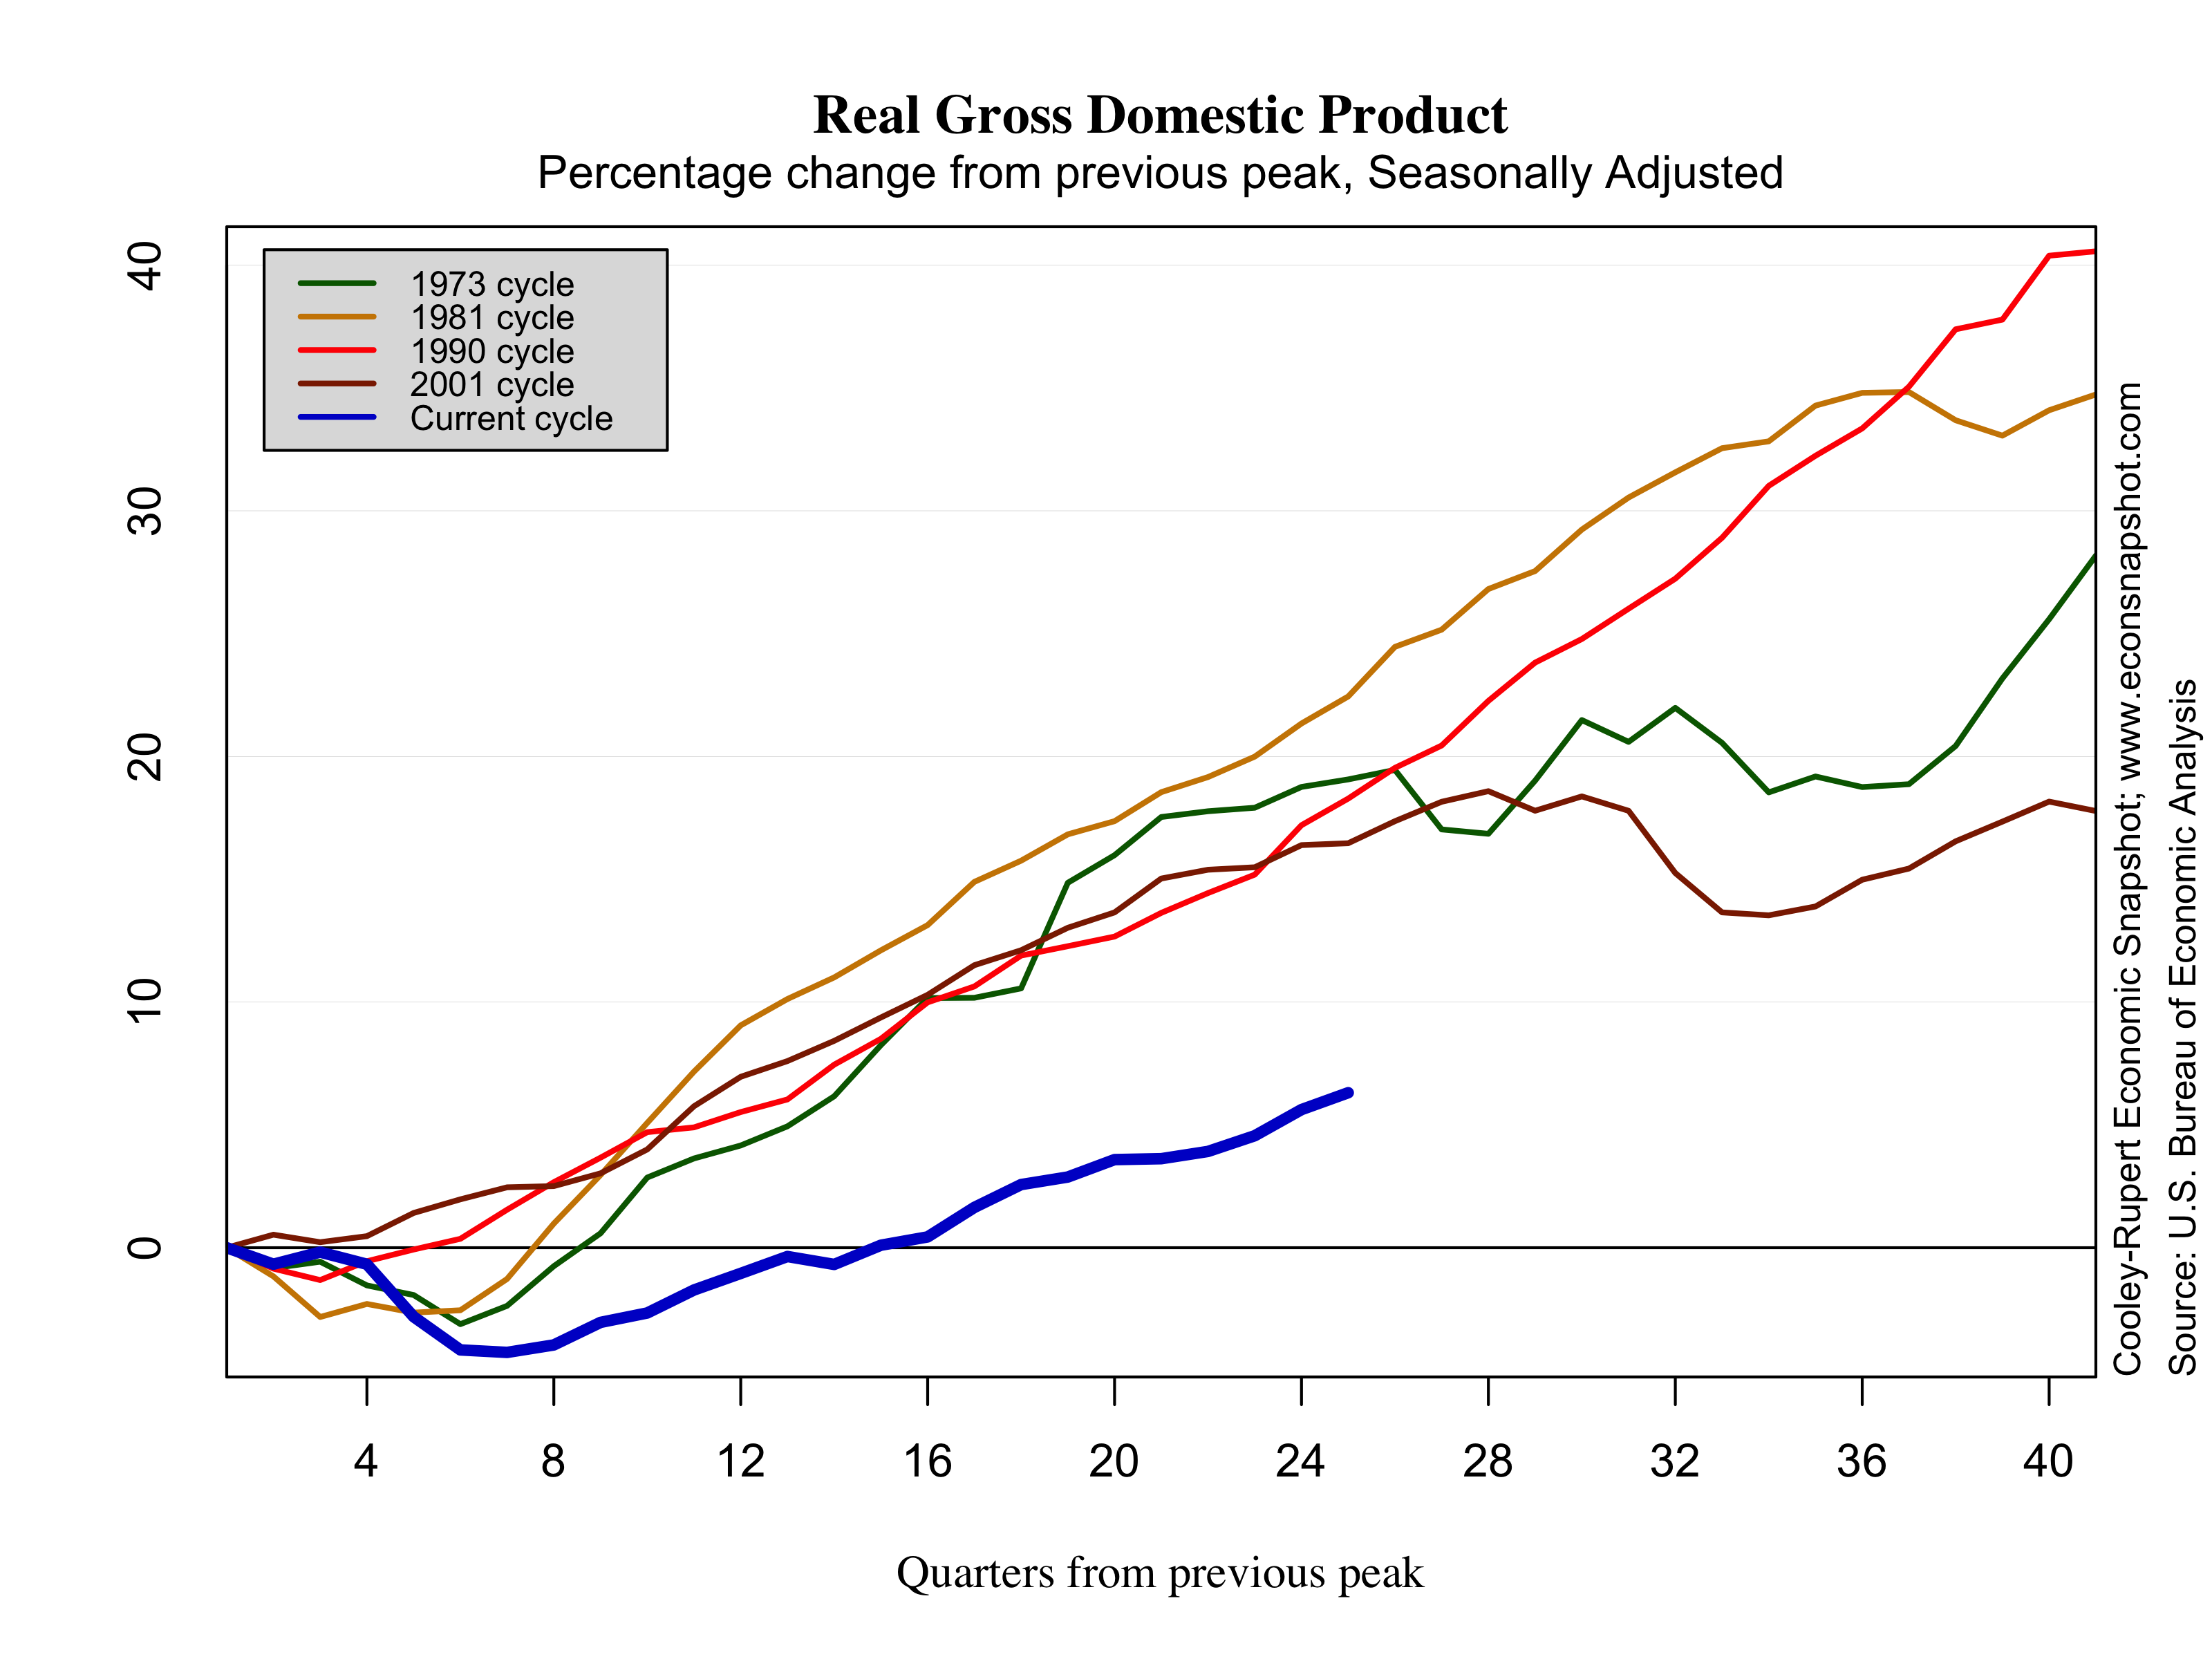 Real Gross Domestic Product
Percentage change from previous peak, Seasonally Adjusted
1973 cycle
1981 cycle
1990 cycle
2001 cycle
Current cycle
40
30
20
10
0
4
8
12
16
20
24
28
32
36
40
Quarters from previous peak
Cooley-Rupert Economic Snapshot; www.econsnapshot.com
Source: U.S. Bureau of Economic Analysis